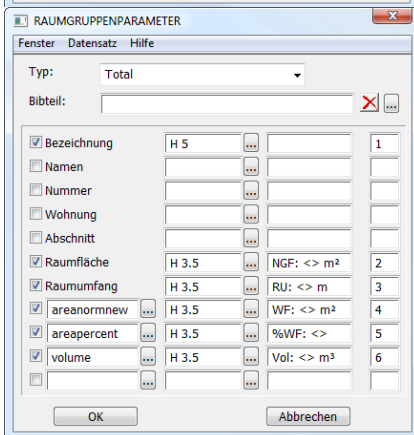 RAUMGRUPPENPARAMETER
Fenster Datensatz Hilfe
Typ: Total
Bibteil: ...
Bezeichnung H 5 ... 1
Namen ...
Nummer ...
Wohnung ...
Abschnitt ...
Raumfläche H 3.5 ... NGF: <> m² 2
Raumumfang H 3.5 ... RU: <> m 3
areanormnew ... H 3.5 ... WF: <> m² 4
areapercent ... H 3.5 ... %WF: <> 5
volume ... H 3.5 ... Vol: <> m³ 6
... ...
OK Abbrechen